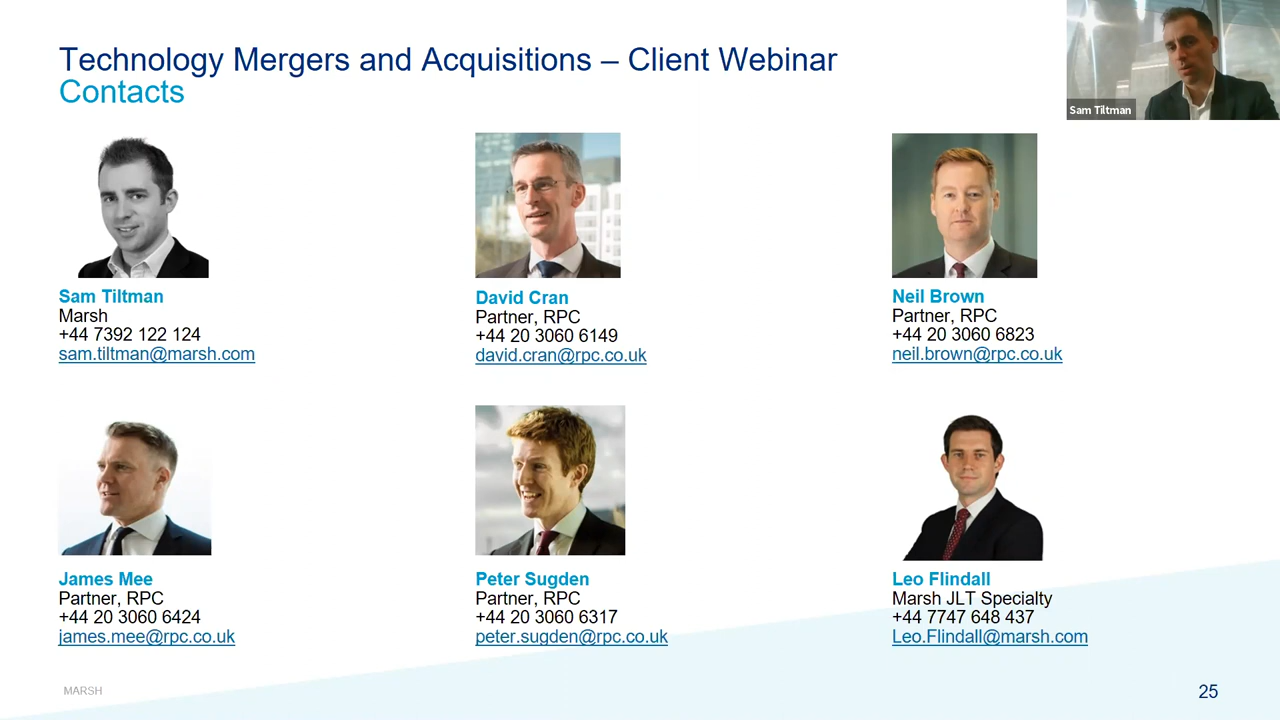 Technology Mergers and Acquisitions – Client Webinar
Contacts
Sam Tiltman
Sam Tiltman
Marsh
+44 7392 122 124
sam.tiltman@marsh.com
David Cran
Partner, RPC
+44 20 3060 6149
david.cran@rpc.co.uk
Neil Brown
Partner, RPC
+44 20 3060 6823
neil.brown@rpc.co.uk
James Mee
Partner, RPC
+44 20 3060 6424
james.mee@rpc.co.uk
Peter Sugden
Partner, RPC
+44 20 3060 6317
peter.sugden@rpc.co.uk
Leo Flindall
Marsh JLT Specialty
+44 7747 648 437
Leo.Flindall@marsh.com
MARSH
25